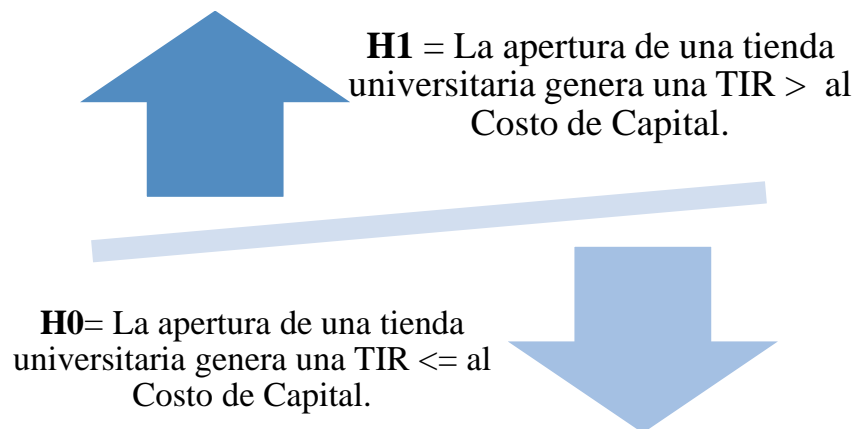 H1 = La apertura de una tienda
universitaria genera una TIR > al
Costo de Capital.
H0= La apertura de una tienda
universitaria genera una TIR <= al
Costo de Capital.